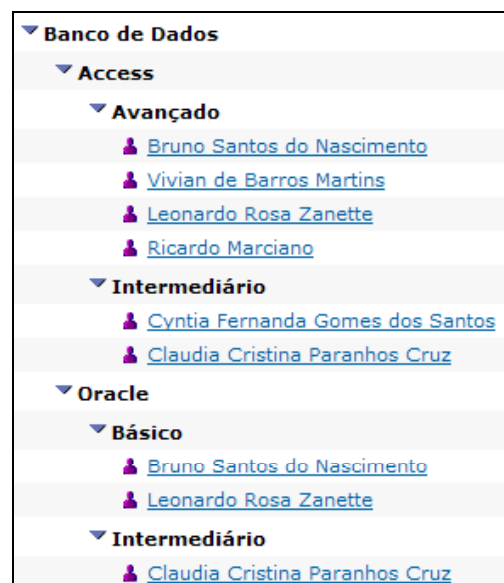 Banco de Dados
Access
Avançado
Bruno Santos do Nascimento
Vivian de Barros Martins
Leonardo Rosa Zanette
Ricardo Marciano
Intermediário
Cyntia Fernanda Gomes dos Santos
Claudia Cristina Paranhos Cruz
Oracle
Básico
Bruno Santos do Nascimento
Leonardo Rosa Zanette
Intermediário
Claudia Cristina Paranhos Cruz